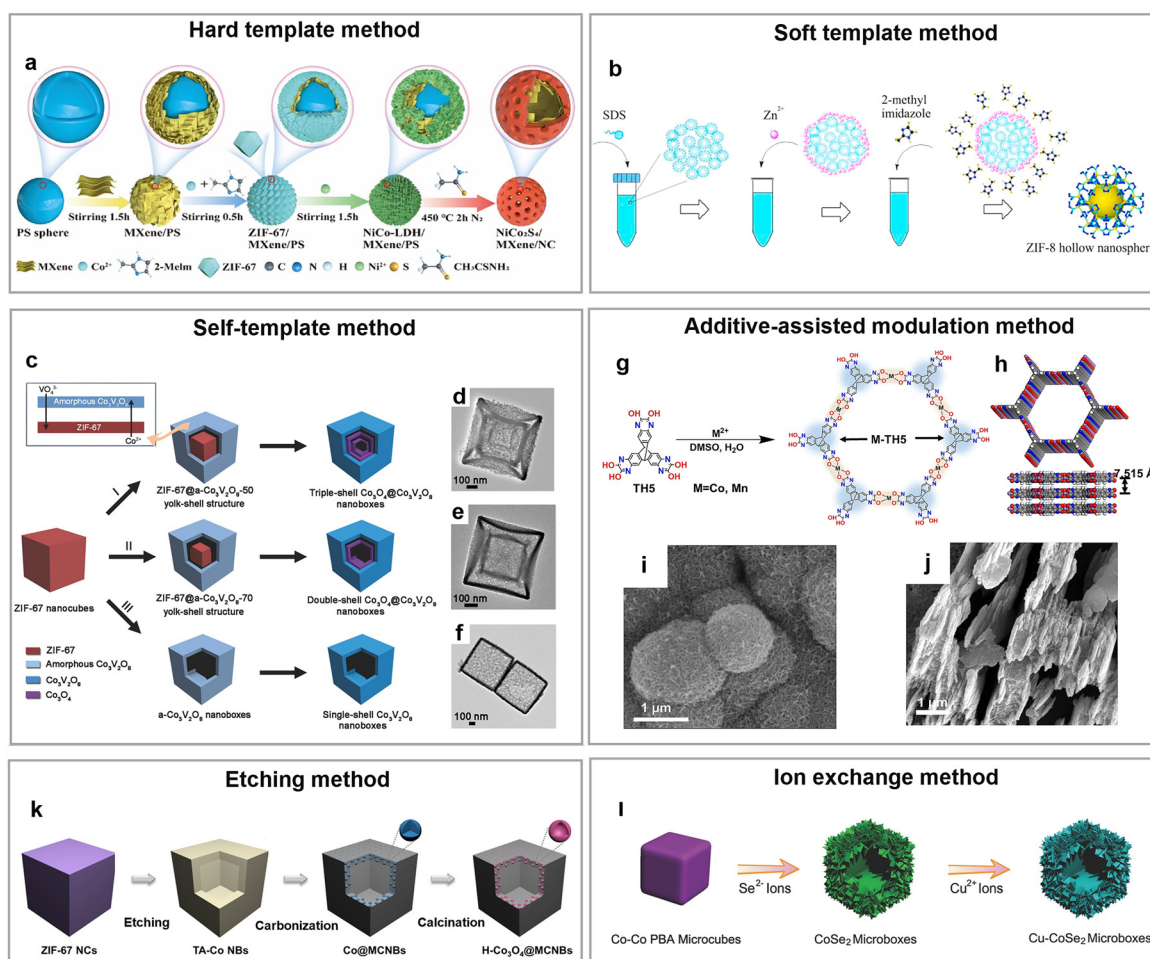 Hard template method
a
PS sphere
Stirring 1.5h
MXene/PS
+
Stirring 0.5h
ZIF-67/
MXene/PS
Stirring 1.5h
NiCo-LDH/
MXene/PS
450 °C 2h N₂
NiCo₂S₄/
MXene/NC
MXene Co²⁺ 2-MeIm ZIF-67 C N H Ni²⁺ S CH₃CSNH₂
Soft template method
b
SDS
Zn²⁺
2-methyl
imidazole
ZIF-8 hollow nanospher
Self-template method
c
VO₄³⁻
Amorphous Co₃V₂O₈
ZIF-67
Co²⁺
I
II
III
ZIF-67 nanocubes
ZIF-67@a-Co₃V₂O₈-50
yolk-shell structure
Triple-shell Co₃O₄@Co₃V₂O₈
nanoboxes
ZIF-67@a-Co₃V₂O₈-70
yolk-shell structure
Double-shell Co₃O₄@Co₃V₂O₈
nanoboxes
a-Co₃V₂O₈ nanoboxes
Single-shell Co₃V₂O₈
nanoboxes
ZIF-67
Amorphous Co₃V₂O₈
Co₃V₂O₈
Co₃O₄
d
100 nm
e
100 nm
f
100 nm
Additive-assisted modulation method
g
TH5
M²⁺
DMSO, H₂O
M=Co, Mn
M-TH5
h
7.515 Å
i
1 μm
j
1 μm
Etching method
k
ZIF-67 NCs
Etching
TA-Co NBs
Carbonization
Co@MCNBs
Calcination
H-Co₃O₄@MCNBs
Ion exchange method
l
Co-Co PBA Microcubes
Se²⁻ Ions
CoSe₂ Microboxes
Cu²⁺ Ions
Cu-CoSe₂ Microboxes